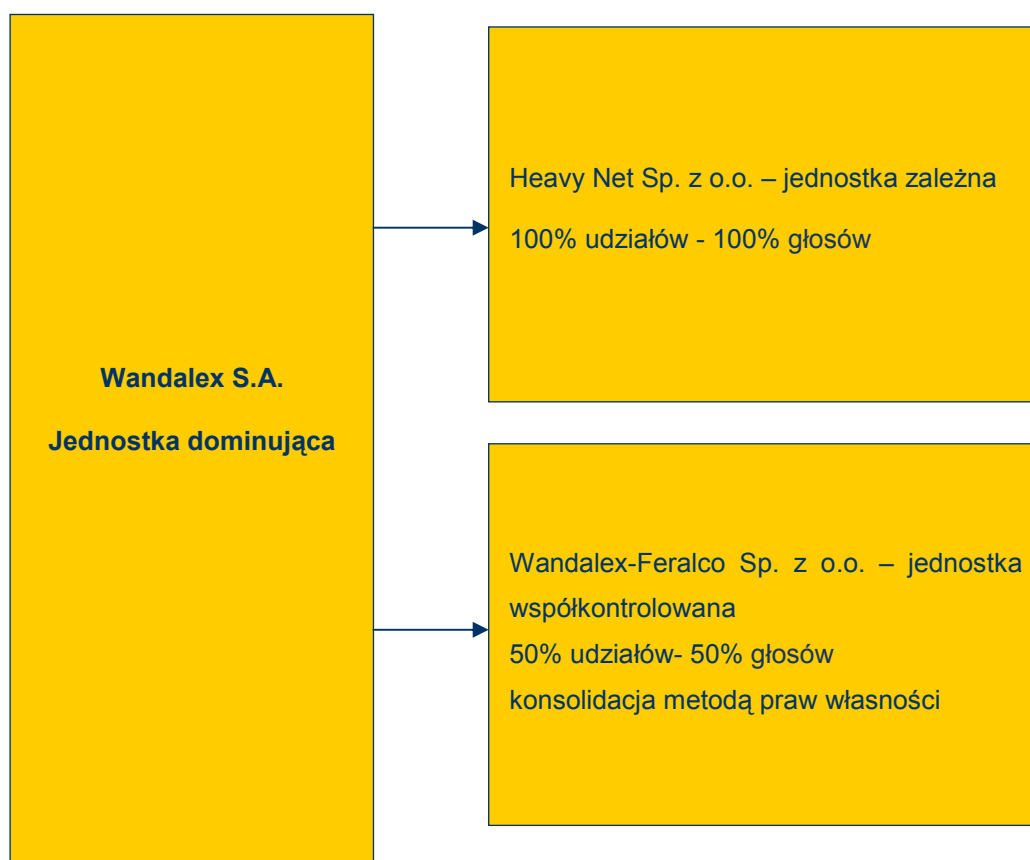 Wandalex S.A.
Jednostka dominująca
Heavy Net Sp. z o.o. – jednostka zależna
100% udziałów - 100% głosów
Wandalex-Feralco Sp. z o.o. – jednostka
współkontrolowana
50% udziałów- 50% głosów
konsolidacja metodą praw własności